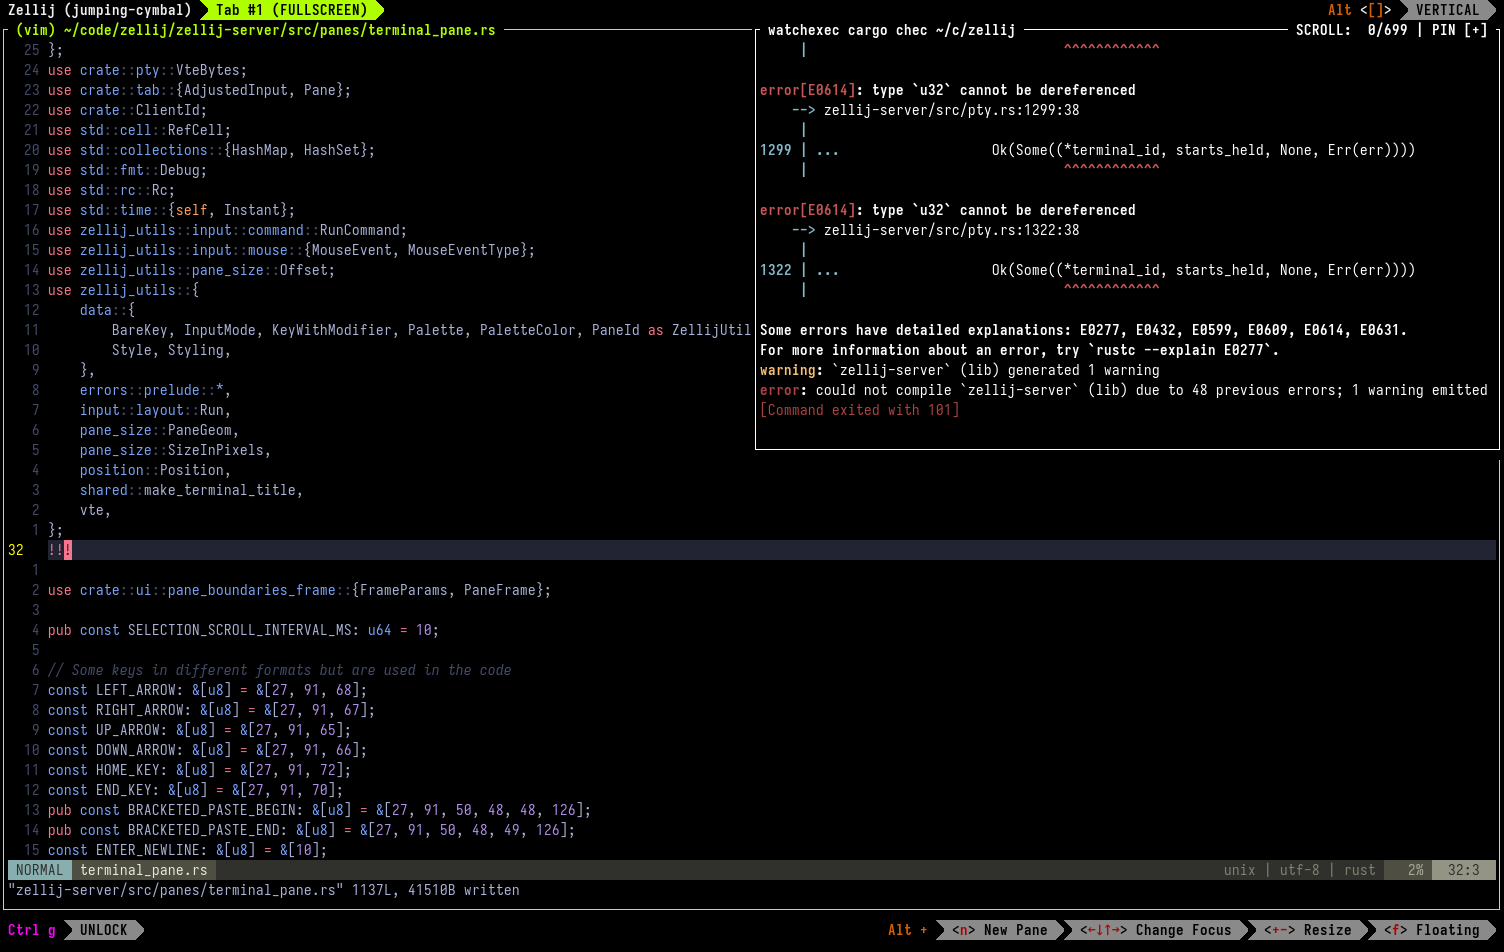 Zellij (jumping-cymbal) Tab #1 (FULLSCREEN) Alt <[]> VERTICAL
(vim) ~/code/zellij/zellij-server/src/panes/terminal_pane.rs
25 };
24 use crate::pty::VteBytes;
23 use crate::tab::{AdjustedInput, Pane};
22 use crate::ClientId;
21 use std::cell::RefCell;
20 use std::collections::{HashMap, HashSet};
19 use std::fmt::Debug;
18 use std::rc::Rc;
17 use std::time::{self, Instant};
16 use zellij_utils::input::command::RunCommand;
15 use zellij_utils::input::mouse::{MouseEvent, MouseEventType};
14 use zellij_utils::pane_size::Offset;
13 use zellij_utils::{
12     data::{
11         BareKey, InputMode, KeyWithModifier, Palette, PaletteColor, PaneId as ZellijUtil
10         Style, Styling,
9     },
8     errors::prelude::*,
7     input::layout::Run,
6     pane_size::PaneGeom,
5     pane_size::SizeInPixels,
4     position::Position,
3     shared::make_terminal_title,
2     vte,
1 };
32 !!!
1
2 use crate::ui::pane_boundaries_frame::{FrameParams, PaneFrame};
3
4 pub const SELECTION_SCROLL_INTERVAL_MS: u64 = 10;
5
6 // Some keys in different formats but are used in the code
7 const LEFT_ARROW: &[u8] = &[27, 91, 68];
8 const RIGHT_ARROW: &[u8] = &[27, 91, 67];
9 const UP_ARROW: &[u8] = &[27, 91, 65];
10 const DOWN_ARROW: &[u8] = &[27, 91, 66];
11 const HOME_KEY: &[u8] = &[27, 91, 72];
12 const END_KEY: &[u8] = &[27, 91, 70];
13 pub const BRACKETED_PASTE_BEGIN: &[u8] = &[27, 91, 50, 48, 48, 126];
14 pub const BRACKETED_PASTE_END: &[u8] = &[27, 91, 50, 48, 49, 126];
15 const ENTER_NEWLINE: &[u8] = &[10];
NORMAL terminal_pane.rs unix | utf-8 | rust 2% 32:3
"zellij-server/src/panes/terminal_pane.rs" 1137L, 41510B written
watchexec cargo chec ~/c/zellij SCROLL: 0/699 | PIN [+]
| ^^^^^^^^^^^^
error[E0614]: type `u32` cannot be dereferenced
--> zellij-server/src/pty.rs:1299:38
|
1299 | ... Ok(Some((*terminal_id, starts_held, None, Err(err))))
| ^^^^^^^^^^^^
error[E0614]: type `u32` cannot be dereferenced
--> zellij-server/src/pty.rs:1322:38
|
1322 | ... Ok(Some((*terminal_id, starts_held, None, Err(err))))
| ^^^^^^^^^^^^
Some errors have detailed explanations: E0277, E0432, E0599, E0609, E0614, E0631.
For more information about an error, try `rustc --explain E0277`.
warning: `zellij-server` (lib) generated 1 warning
error: could not compile `zellij-server` (lib) due to 48 previous errors; 1 warning emitted
[Command exited with 101]
Ctrl g UNLOCK Alt + <n> New Pane <←↓↑→> Change Focus <+-> Resize <f> Floating